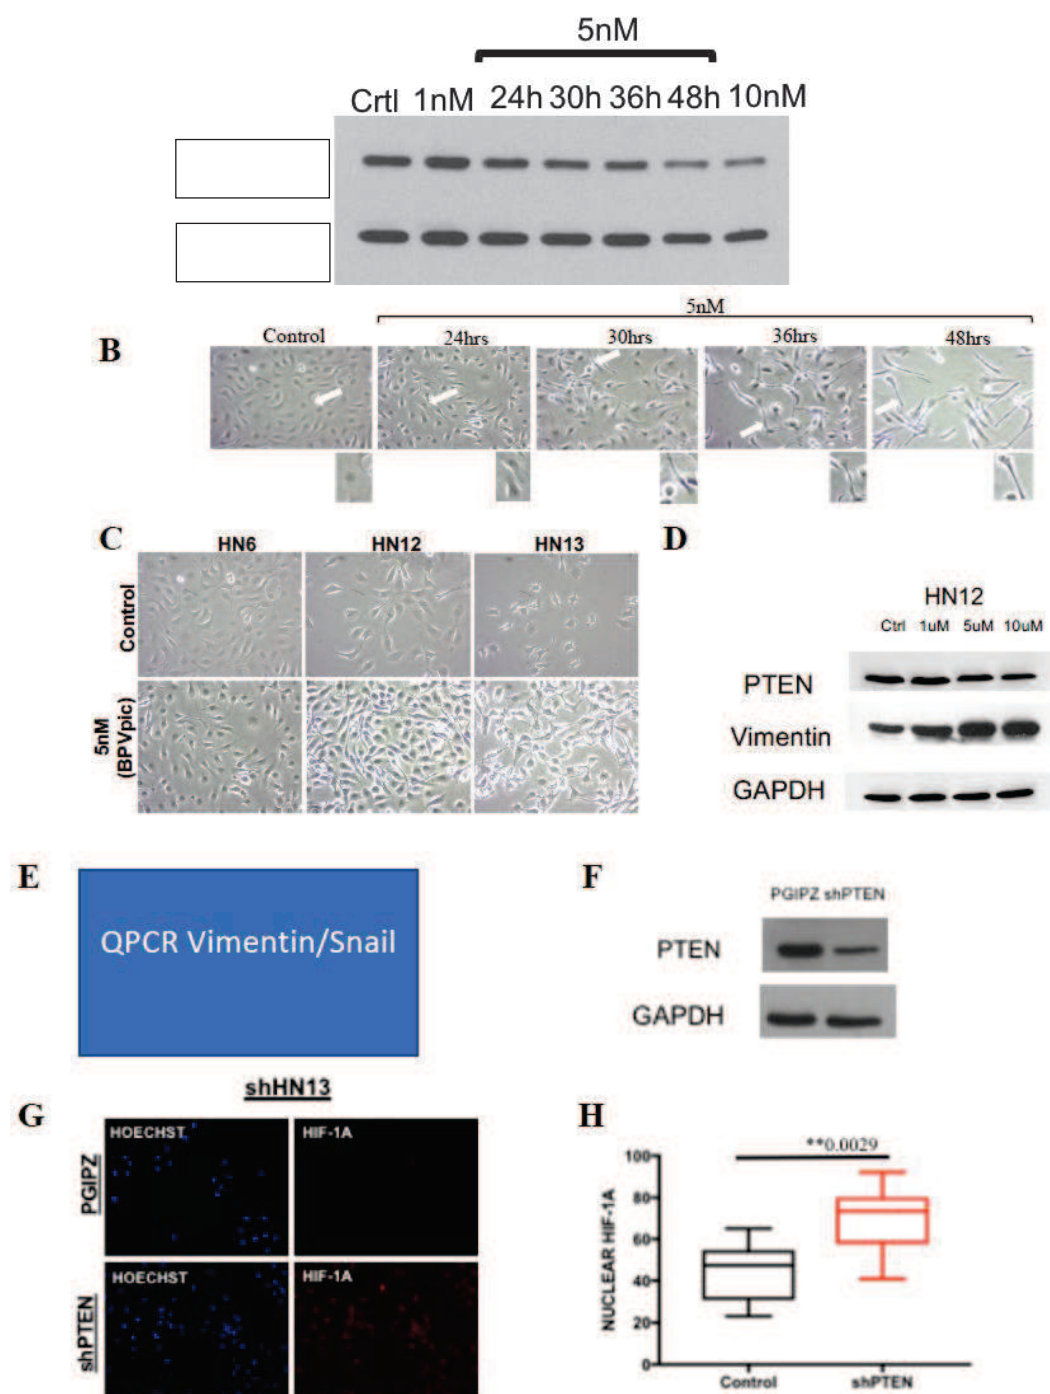 5nM
Crtl 1nM 24h 30h 36h 48h 10nM
5nM
B
Control 24hrs 30hrs 36hrs 48hrs
C
HN6 HN12 HN13
Control
5nM
(BPVpic)
D
HN12
Ctrl 1uM 5uM 10uM
PTEN
Vimentin
GAPDH
E
QPCR Vimentin/Snail
F
PGIPZ shPTEN
PTEN
GAPDH
G
shHN13
PGIPZ
HOECHST HIF-1A
shPTEN
HOECHST HIF-1A
H
**0.0029
NUCLEAR HIF-1A
100
80
60
40
20
0
Control shPTEN